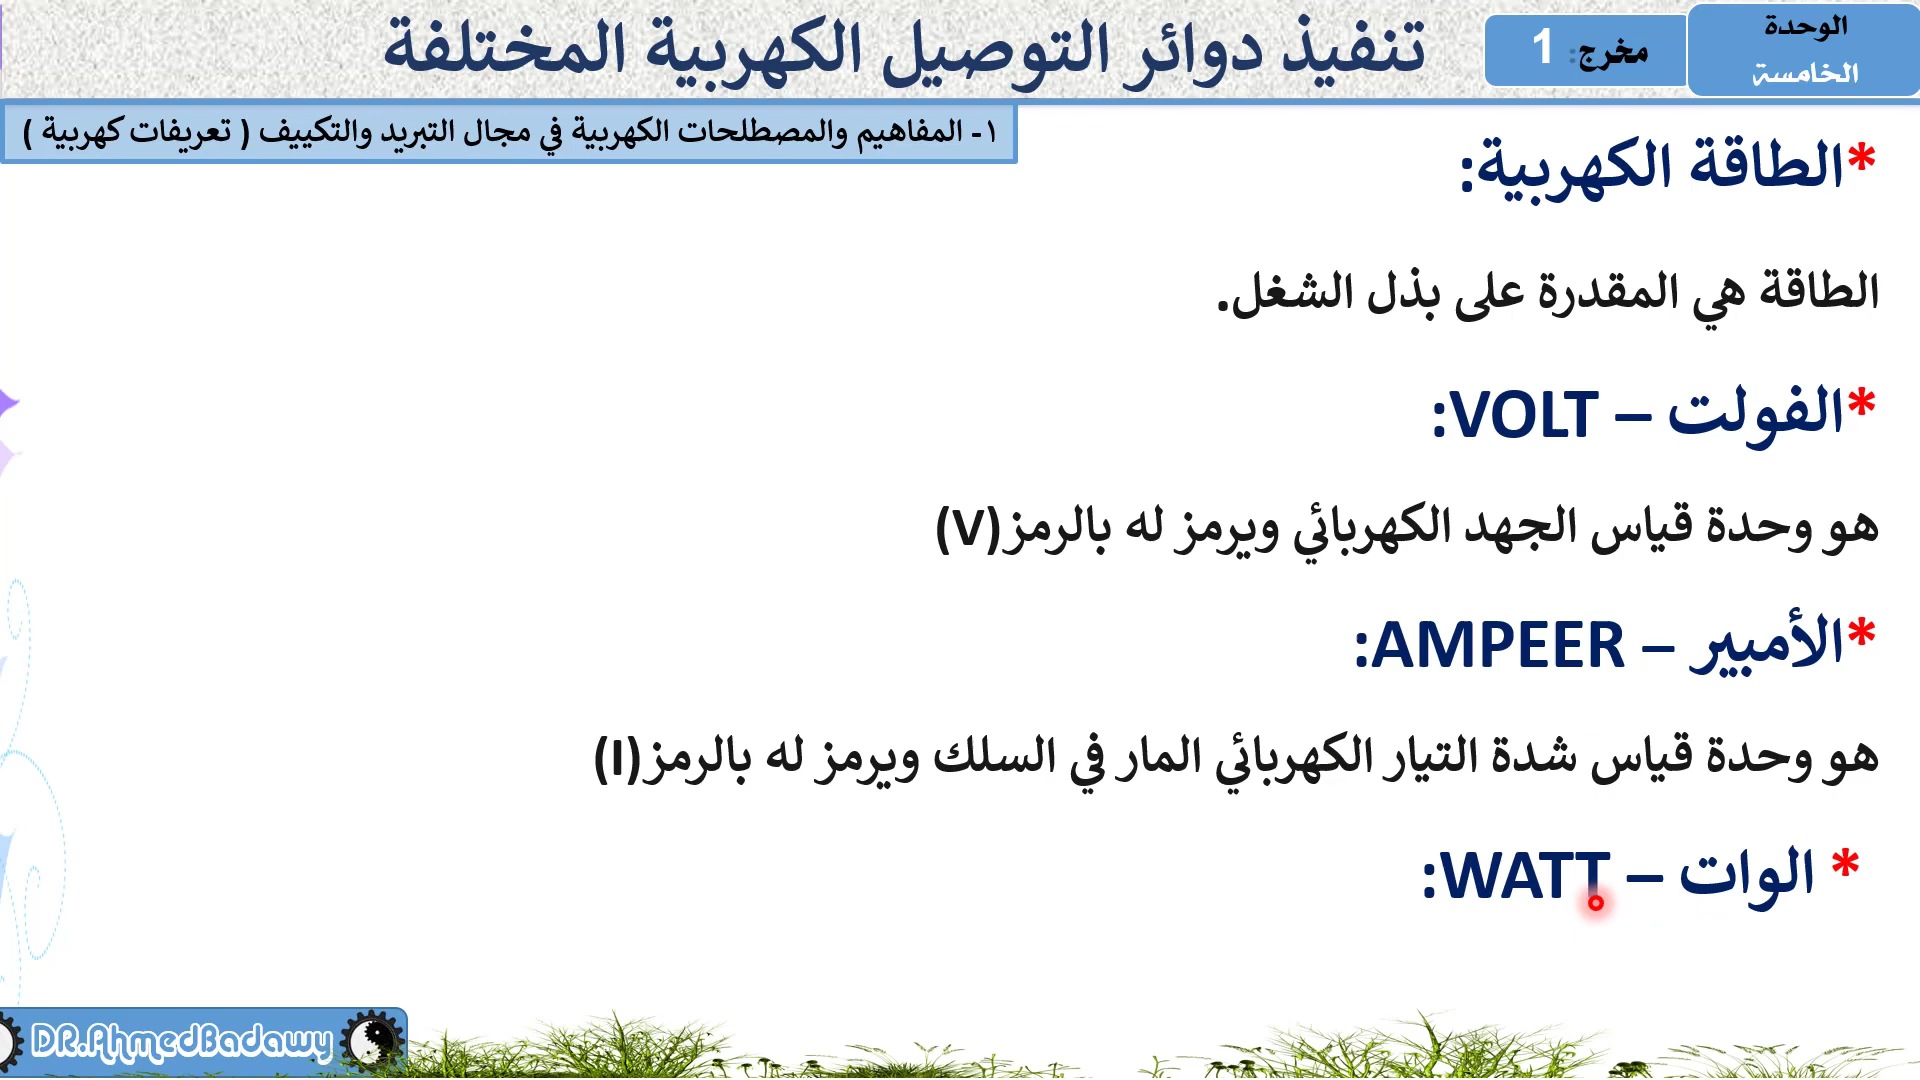 الوحدة
الخامسة
مخرج: 1
تنفيذ دوائر التوصيل الكهربية المختلفة
١- المفاهيم والمصطلحات الكهربية في مجال التبريد والتكييف ( تعريفات كهربية )
*الطاقة الكهربية:
الطاقة هي المقدرة على بذل الشغل.
*الفولت – VOLT:
هو وحدة قياس الجهد الكهربائي ويرمز له بالرمز(V)
*الأمبير – AMPEER:
هو وحدة قياس شدة التيار الكهربائي المار في السلك ويرمز له بالرمز(I)
* الوات – WATT:
DR.AhmedBadawy